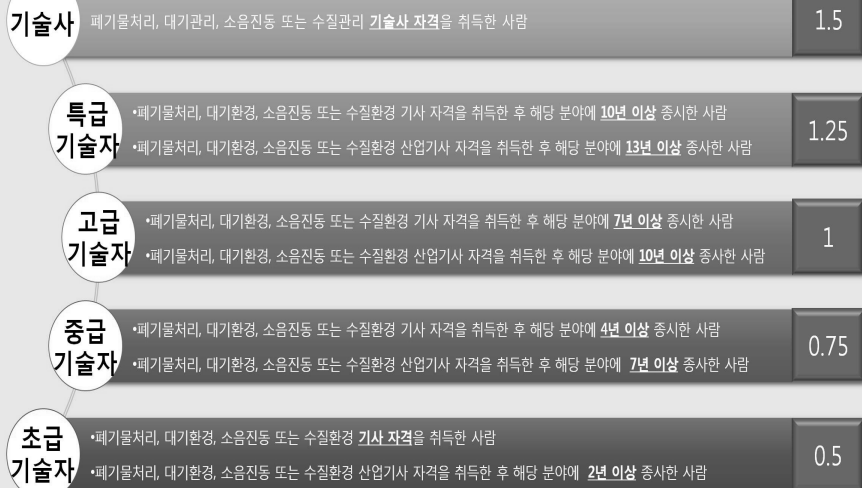 기술사
폐기물처리, 대기관리, 소음진동 또는 수질관리 기술사 자격을 취득한 사람
1.5
특급
기술자
•폐기물처리, 대기환경, 소음진동 또는 수질환경 기사 자격을 취득한 후 해당 분야에 10년 이상 종시한 사람
•폐기물처리, 대기환경, 소음진동 또는 수질환경 산업기사 자격을 취득한 후 해당 분야에 13년 이상 종사한 사람
1.25
고급
기술자
•폐기물처리, 대기환경, 소음진동 또는 수질환경 기사 자격을 취득한 후 해당 분야에 7년 이상 종시한 사람
•폐기물처리, 대기환경, 소음진동 또는 수질환경 산업기사 자격을 취득한 후 해당 분야에 10년 이상 종사한 사람
1
중급
기술자
•폐기물처리, 대기환경, 소음진동 또는 수질환경 기사 자격을 취득한 후 해당 분야에 4년 이상 종시한 사람
•폐기물처리, 대기환경, 소음진동 또는 수질환경 산업기사 자격을 취득한 후 해당 분야에 7년 이상 종사한 사람
0.75
초급
기술자
•폐기물처리, 대기환경, 소음진동 또는 수질환경 기사 자격을 취득한 사람
•폐기물처리, 대기환경, 소음진동 또는 수질환경 산업기사 자격을 취득한 후 해당 분야에 2년 이상 종사한 사람
0.5